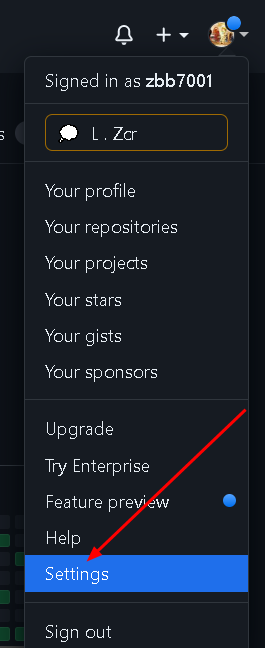 Signed in as zbb7001
s
L . Zcr
Your profile
Your repositories
Your projects
Your stars
Your gists
Your sponsors
Upgrade
Try Enterprise
Feature preview
Help
Settings
Sign out